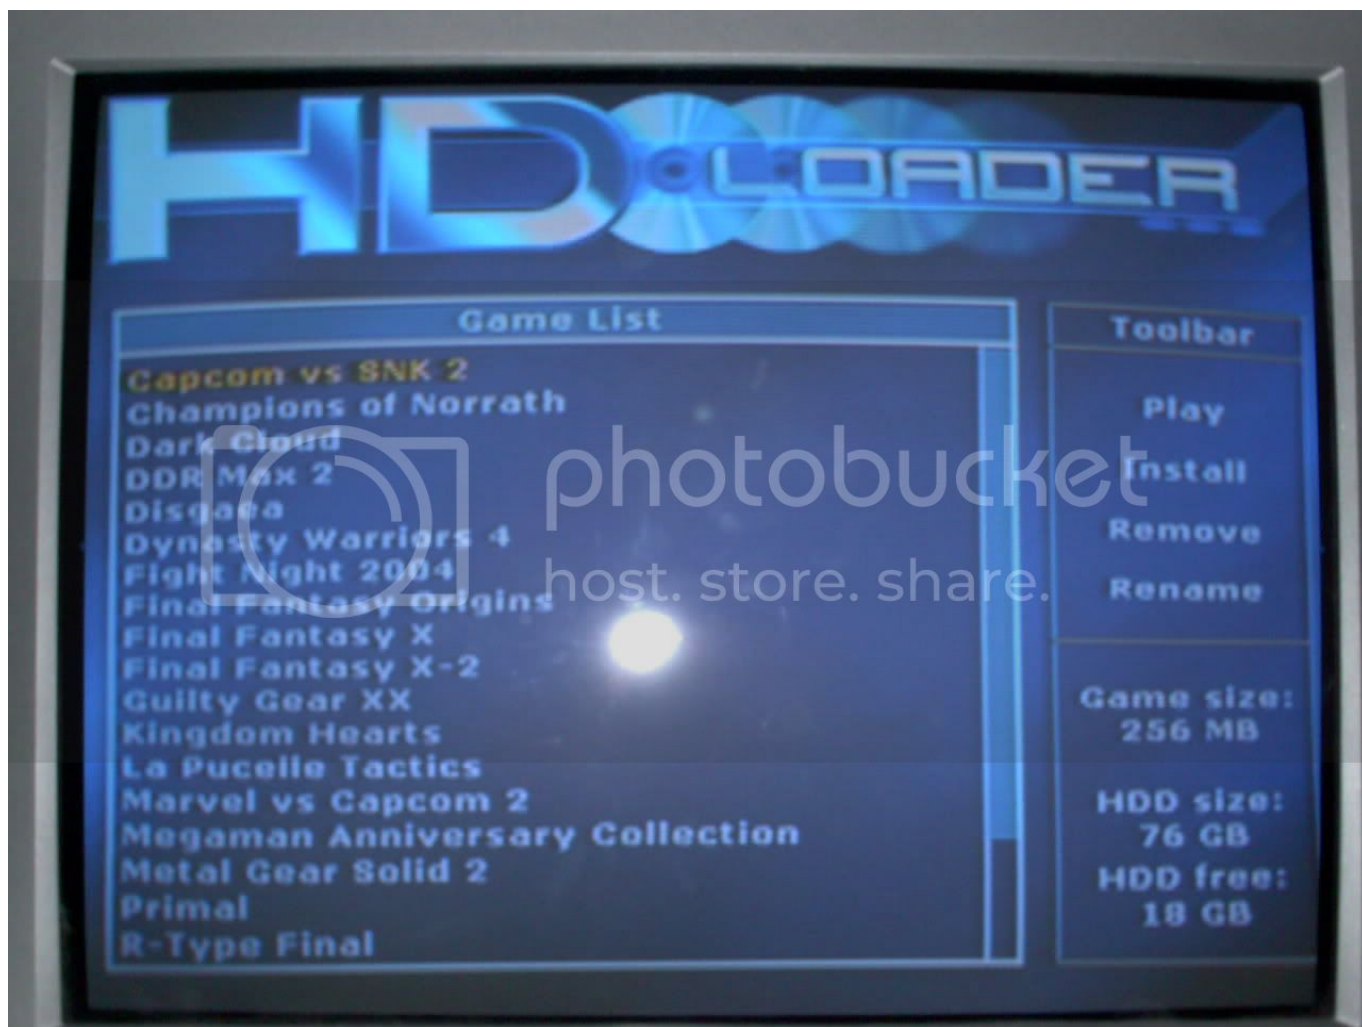 HD LOADER
Game List
Capcom vs SNK 2
Champions of Norrath
Dark Cloud
DDR Max 2
Disgaea
Dynasty Warriors 4
Fight Night 2004
Final Fantasy Origins
Final Fantasy X
Final Fantasy X-2
Guilty Gear XX
Kingdom Hearts
La Pucelle Tactics
Marvel vs Capcom 2
Megaman Anniversary Collection
Metal Gear Solid 2
Primal
R-Type Final
Toolbar
Play
Install
Remove
Rename
Game size:
256 MB
HDD size:
76 GB
HDD free:
18 GB
photobucket
host. store. share.